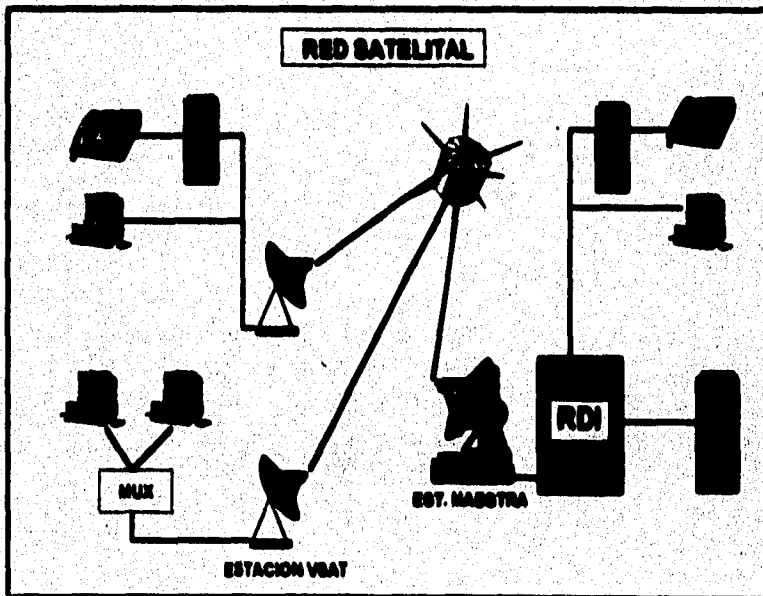 RED SATELITAL
RDI
MUX
EST. MAESTRA
ESTACION VSAT